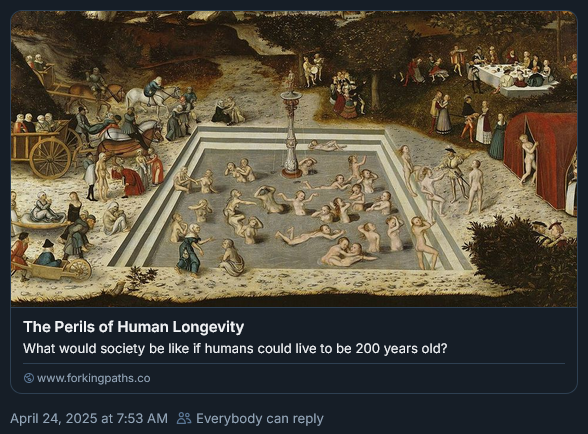 The Perils of Human Longevity
What would society be like if humans could live to be 200 years old?
www.forkingpaths.co
April 24, 2025 at 7:53 AM Everybody can reply